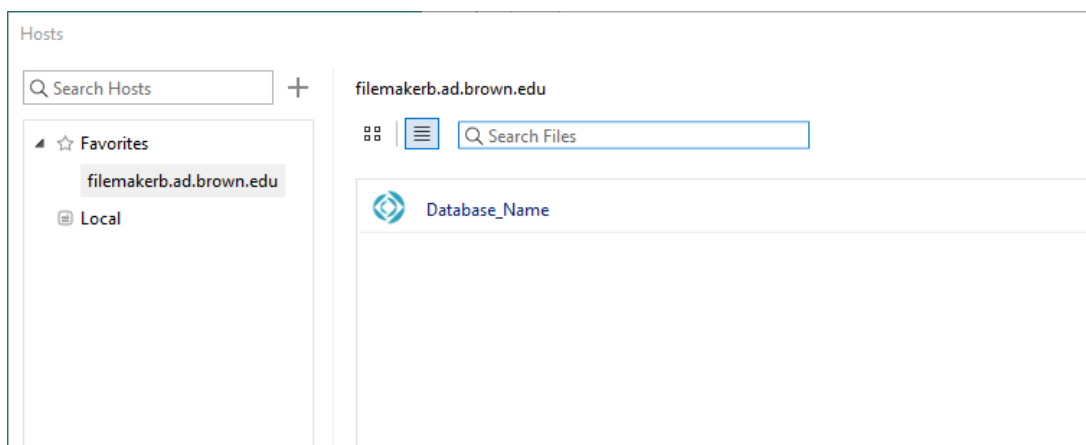 Hosts
Search Hosts
Favorites
filemakerb.ad.brown.edu
Local
filemakerb.ad.brown.edu
Search Files
Database_Name